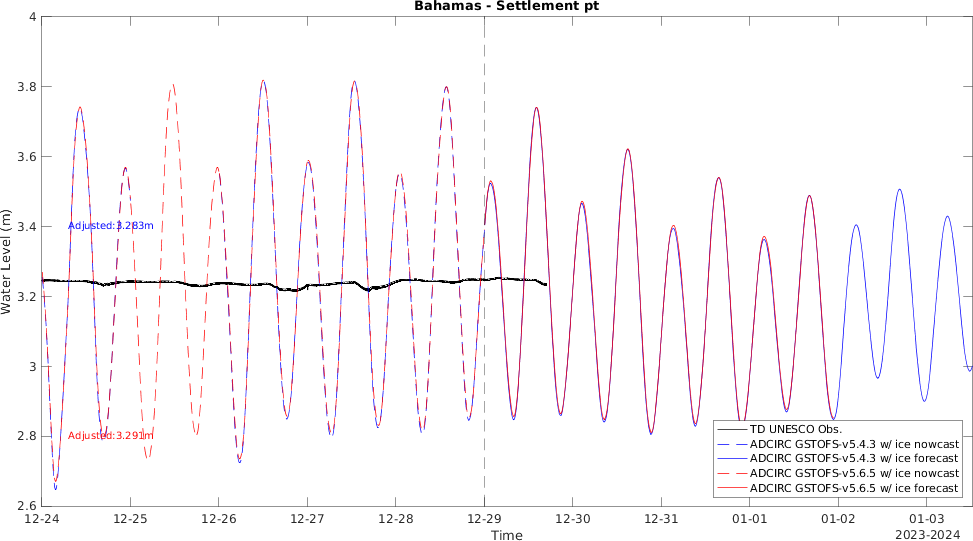 Bahamas - Settlement pt
4
3.8
3.6
3.4
3.2
3
2.8
2.6
Water Level (m)
Adjusted:3.283m
Adjusted:3.291m
TD UNESCO Obs.
ADCIRC GSTOFS-v5.4.3 w/ ice nowcast
ADCIRC GSTOFS-v5.4.3 w/ ice forecast
ADCIRC GSTOFS-v5.6.5 w/ ice nowcast
ADCIRC GSTOFS-v5.6.5 w/ ice forecast
12-24 12-25 12-26 12-27 12-28 12-29 12-30 12-31 01-01 01-02 01-03
Time
2023-2024